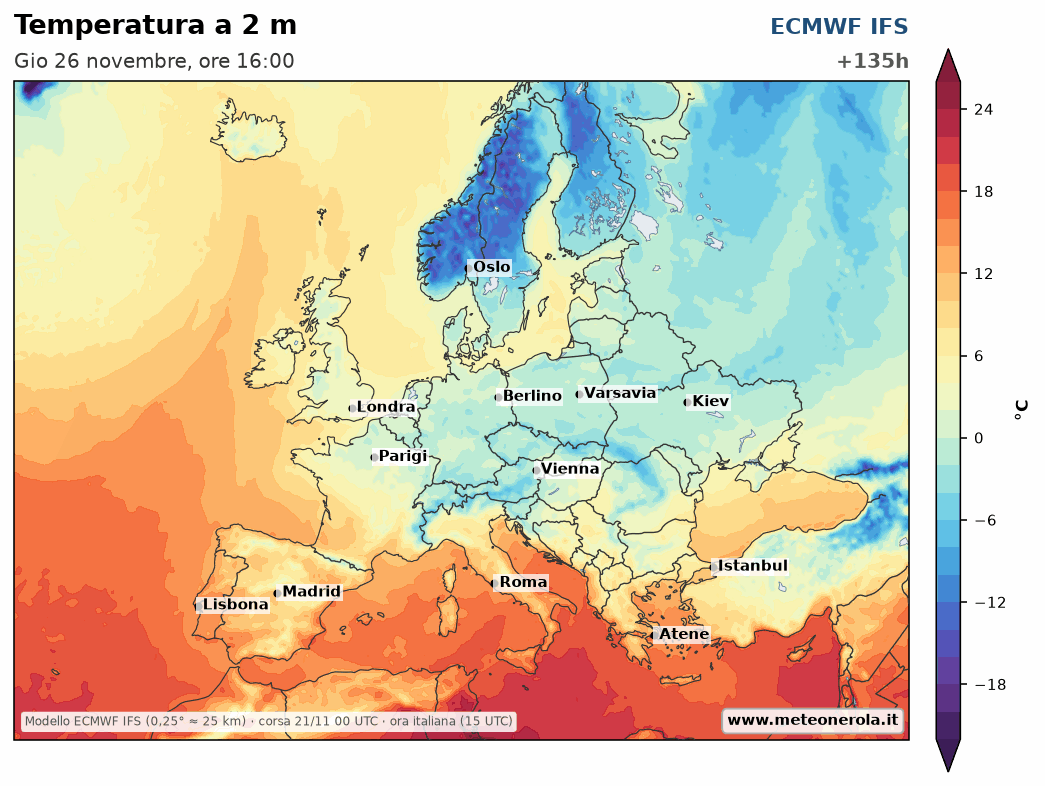 Temperatura a 2 m
ECMWF IFS
Gio 26 novembre, ore 16:00
+135h
24
18
12
6
0
−6
−12
−18
°C
Oslo
Berlino
Varsavia
Kiev
Londra
Parigi
Vienna
Istanbul
Roma
Madrid
Lisbona
Atene
Modello ECMWF IFS (0,25° ≈ 25 km) · corsa 21/11 00 UTC · ora italiana (15 UTC)
www.meteonerola.it